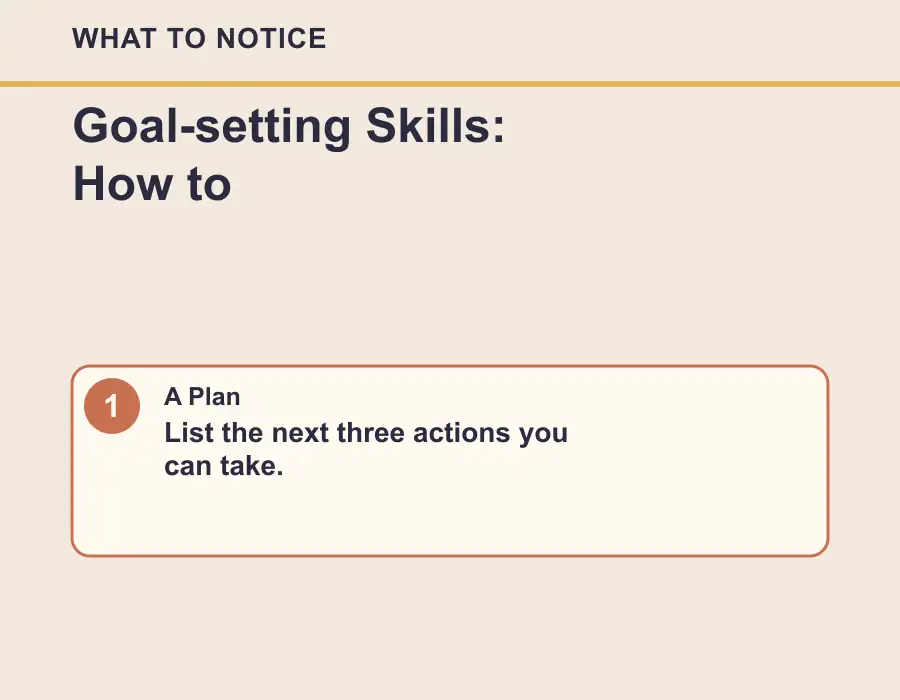 WHAT TO NOTICE
Goal-setting Skills:
How to
1
A Plan
List the next three actions you
can take.